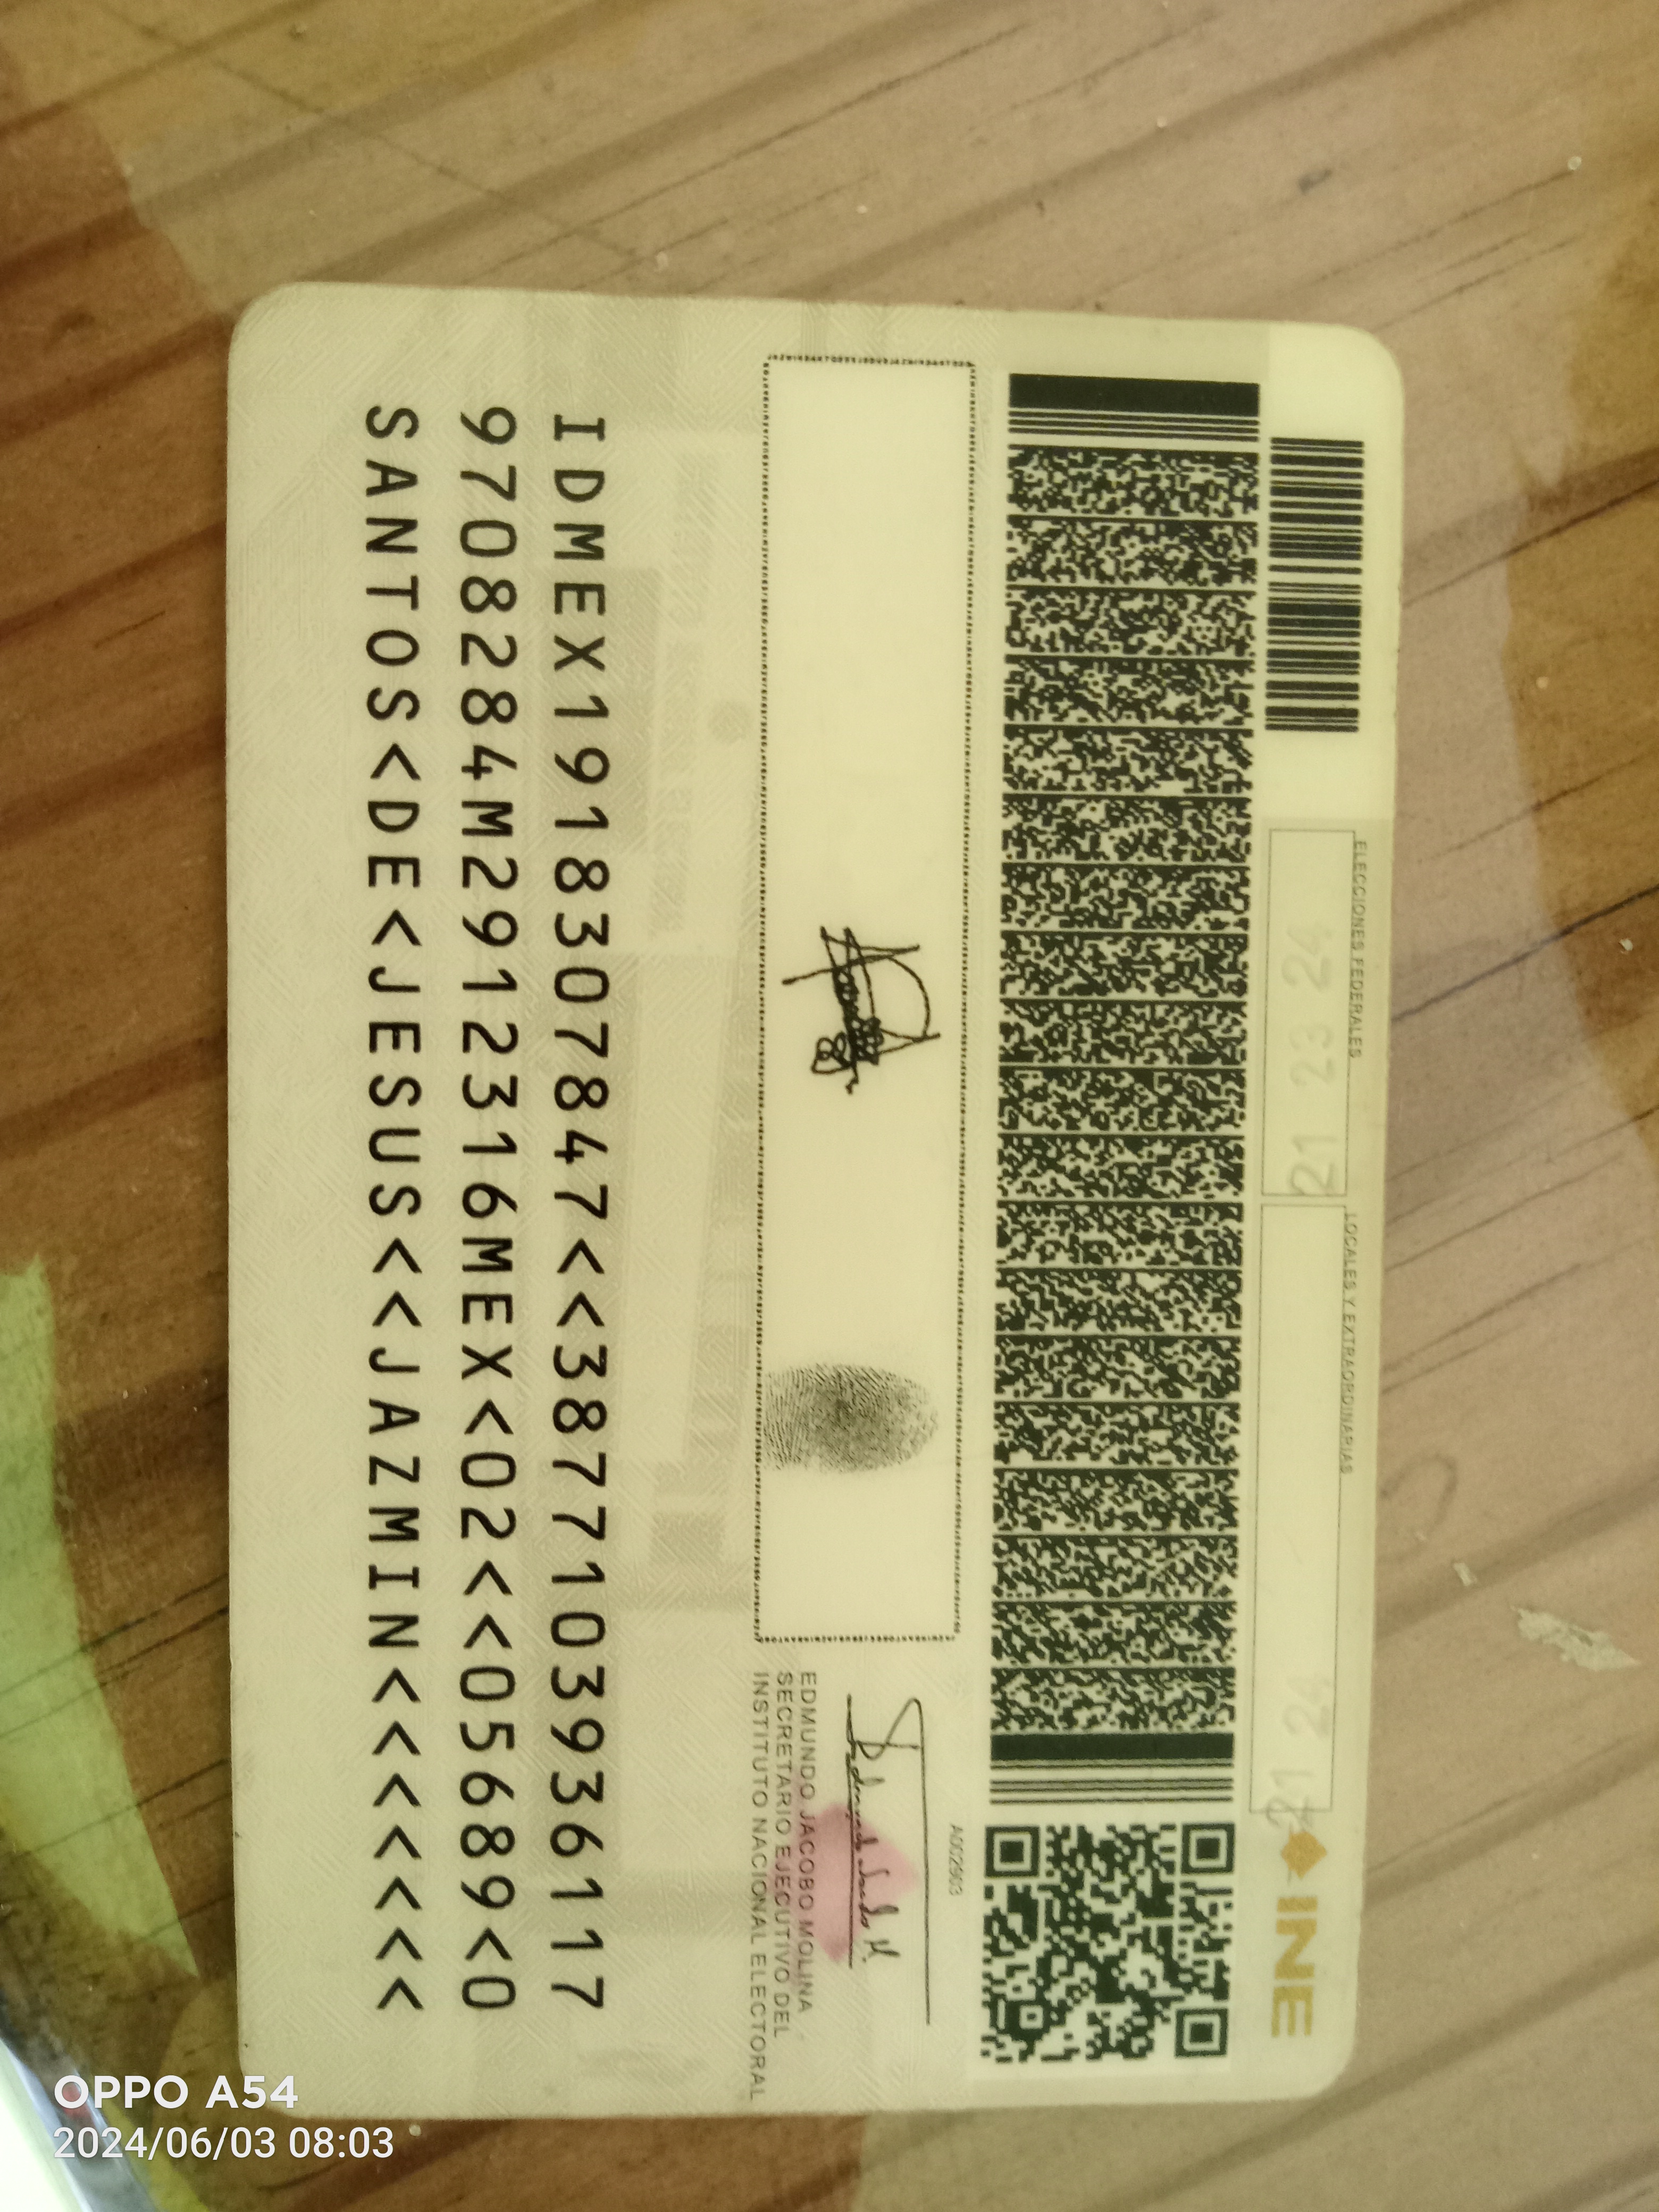 ELECCIONES FEDERALES
LOCALES Y EXTRAORDINARIAS
INE
21 23 24
21 24
A002903
EDMUNDO JACOBO MOLINA
SECRETARIO EJECUTIVO DEL
INSTITUTO NACIONAL ELECTORAL
IDMEX1918307847<<3877103936117
9708284M2912316MEX<02<<05689<0
SANTOS<DE<JESUS<<JAZMIN<<<<<<<
OPPO A54
2024/06/03 08:03